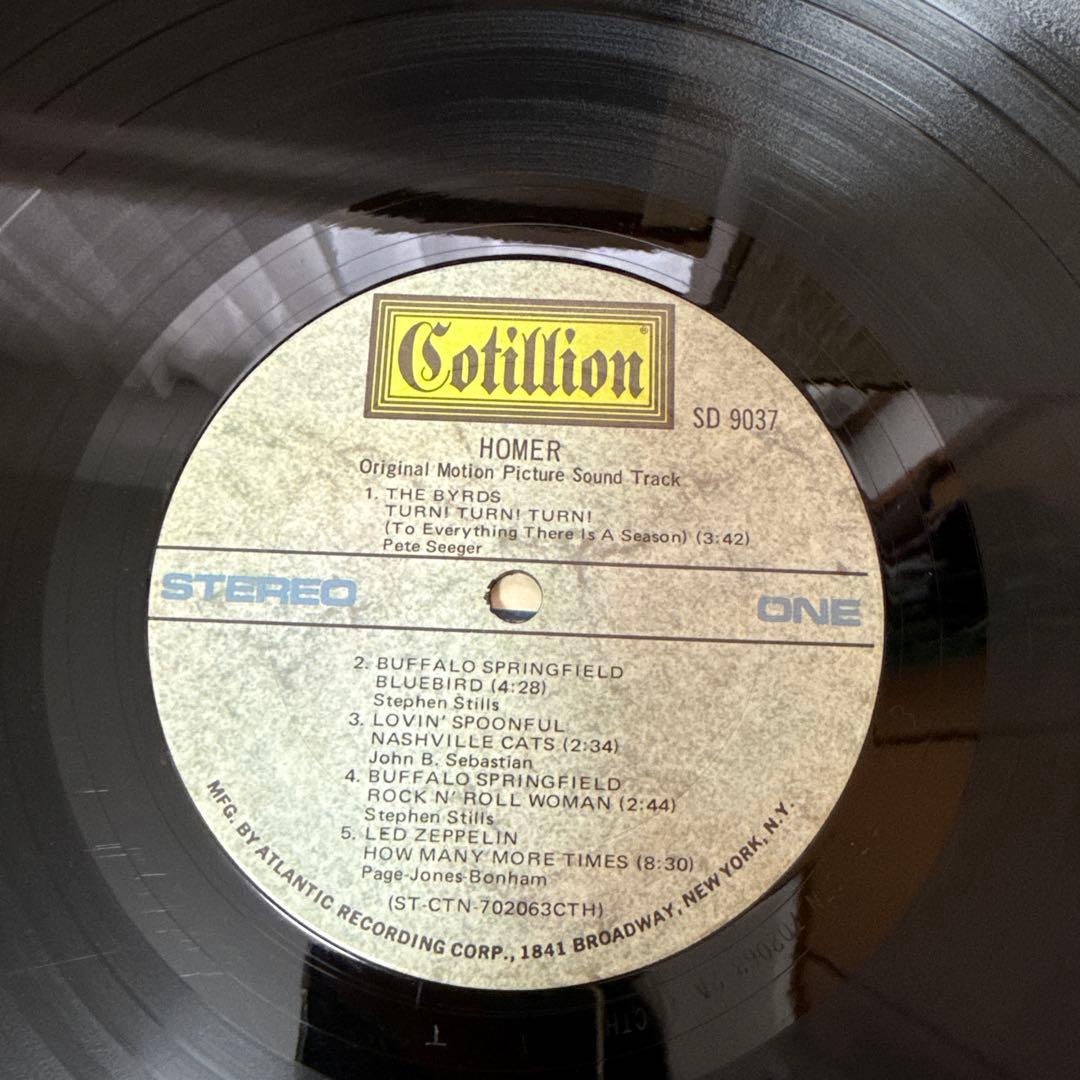 Cotillion®
SD 9037
HOMER
Original Motion Picture Sound Track
1. THE BYRDS
TURN! TURN! TURN!
(To Everything There Is A Season) (3:42)
Pete Seeger
STEREO
ONE
2. BUFFALO SPRINGFIELD
BLUEBIRD (4:28)
Stephen Stills
3. LOVIN' SPOONFUL
NASHVILLE CATS (2:34)
John B. Sebastian
4. BUFFALO SPRINGFIELD
ROCK N' ROLL WOMAN (2:44)
Stephen Stills
5. LED ZEPPELIN
HOW MANY MORE TIMES (8:30)
Page-Jones-Bonham
(ST-CTN-702063CTH)
MFG. BY ATLANTIC RECORDING CORP., 1841 BROADWAY, NEW YORK, N.Y.
CTH